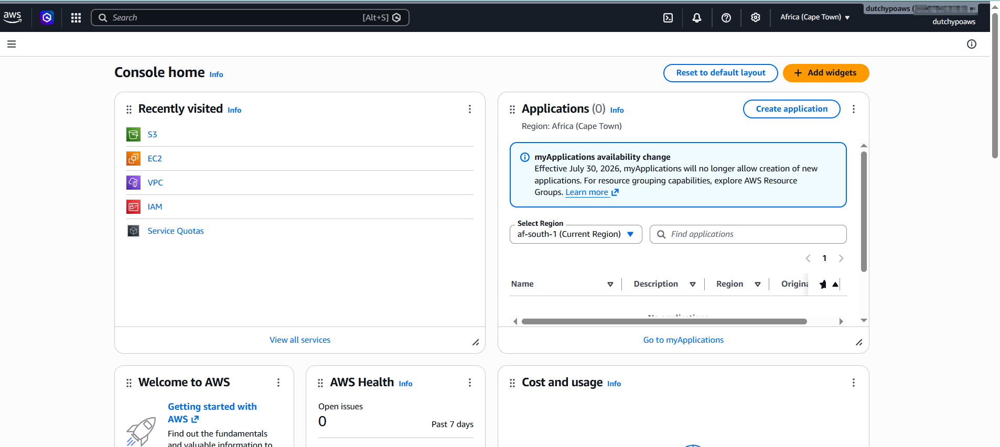 aws
Search
[Alt+S]
Africa (Cape Town)
dutchypoaws (
dutchypoaws
Console home Info
Reset to default layout
Add widgets
Recently visited Info
S3
EC2
VPC
IAM
Service Quotas
View all services
Applications (0) Info
Create application
Region: Africa (Cape Town)
myApplications availability change
Effective July 30, 2026, myApplications will no longer allow creation of new
applications. For resource grouping capabilities, explore AWS Resource
Groups. Learn more
Select Region
af-south-1 (Current Region)
Find applications
1
Name
Description
Region
Origina
Go to myApplications
Welcome to AWS
Getting started with
AWS
Find out the fundamentals
and valuable information to
AWS Health Info
Open issues
0
Past 7 days
Cost and usage Info